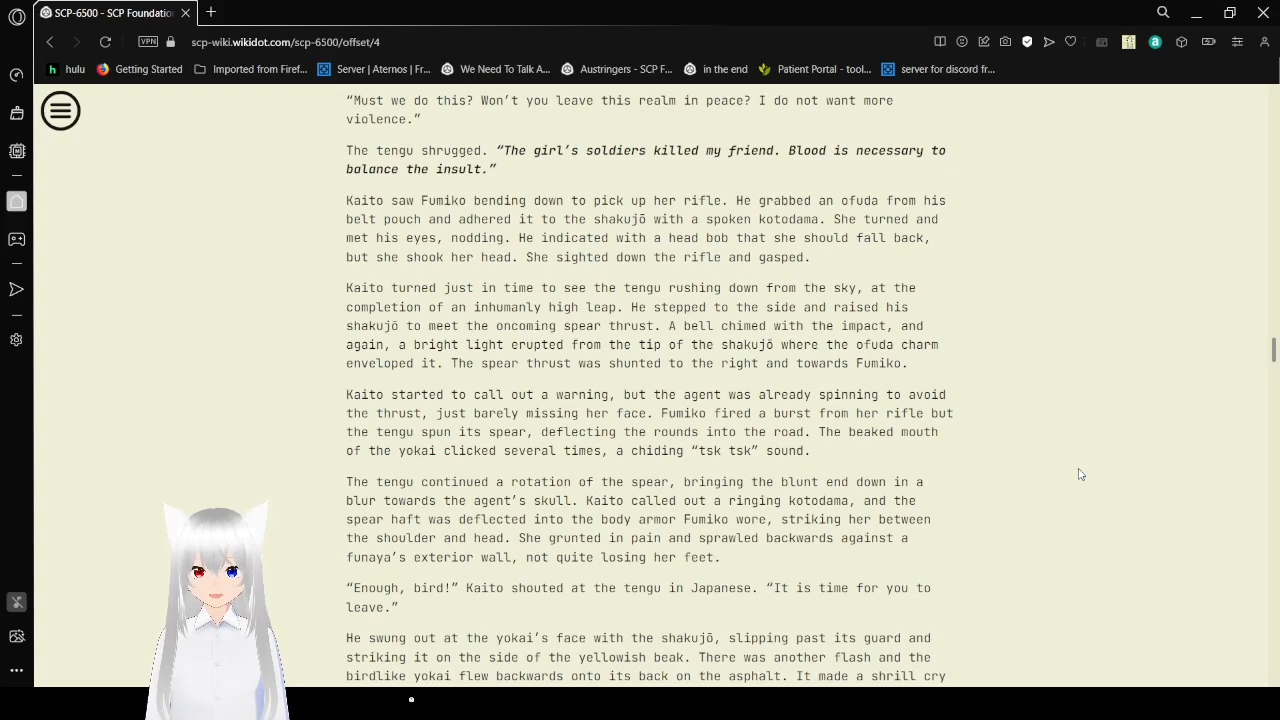 SCP-6500 - SCP Foundatio
VPN
scp-wiki.wikidot.com/scp-6500/offset/4
hulu
Getting Started
Imported from Firef...
Server | Aternos | Fr...
We Need To Talk A...
Austringers - SCP F...
in the end
Patient Portal - tool...
server for discord fr...
“Must we do this? Won’t you leave this realm in peace? I do not want more
violence.”
The tengu shrugged. “The girl’s soldiers killed my friend. Blood is necessary to
balance the insult.”
Kaito saw Fumiko bending down to pick up her rifle. He grabbed an ofuda from his
belt pouch and adhered it to the shakujō with a spoken kotodama. She turned and
met his eyes, nodding. He indicated with a head bob that she should fall back,
but she shook her head. She sighted down the rifle and gasped.
Kaito turned just in time to see the tengu rushing down from the sky, at the
completion of an inhumanly high leap. He stepped to the side and raised his
shakujō to meet the oncoming spear thrust. A bell chimed with the impact, and
again, a bright light erupted from the tip of the shakujō where the ofuda charm
enveloped it. The spear thrust was shunted to the right and towards Fumiko.
Kaito started to call out a warning, but the agent was already spinning to avoid
the thrust, just barely missing her face. Fumiko fired a burst from her rifle but
the tengu spun its spear, deflecting the rounds into the road. The beaked mouth
of the yokai clicked several times, a chiding “tsk tsk” sound.
The tengu continued a rotation of the spear, bringing the blunt end down in a
blur towards the agent’s skull. Kaito called out a ringing kotodama, and the
spear haft was deflected into the body armor Fumiko wore, striking her between
the shoulder and head. She grunted in pain and sprawled backwards against a
funaya’s exterior wall, not quite losing her feet.
“Enough, bird!” Kaito shouted at the tengu in Japanese. “It is time for you to
leave.”
He swung out at the yokai’s face with the shakujō, slipping past its guard and
striking it on the side of the yellowish beak. There was another flash and the
birdlike yokai flew backwards onto its back on the asphalt. It made a shrill cry